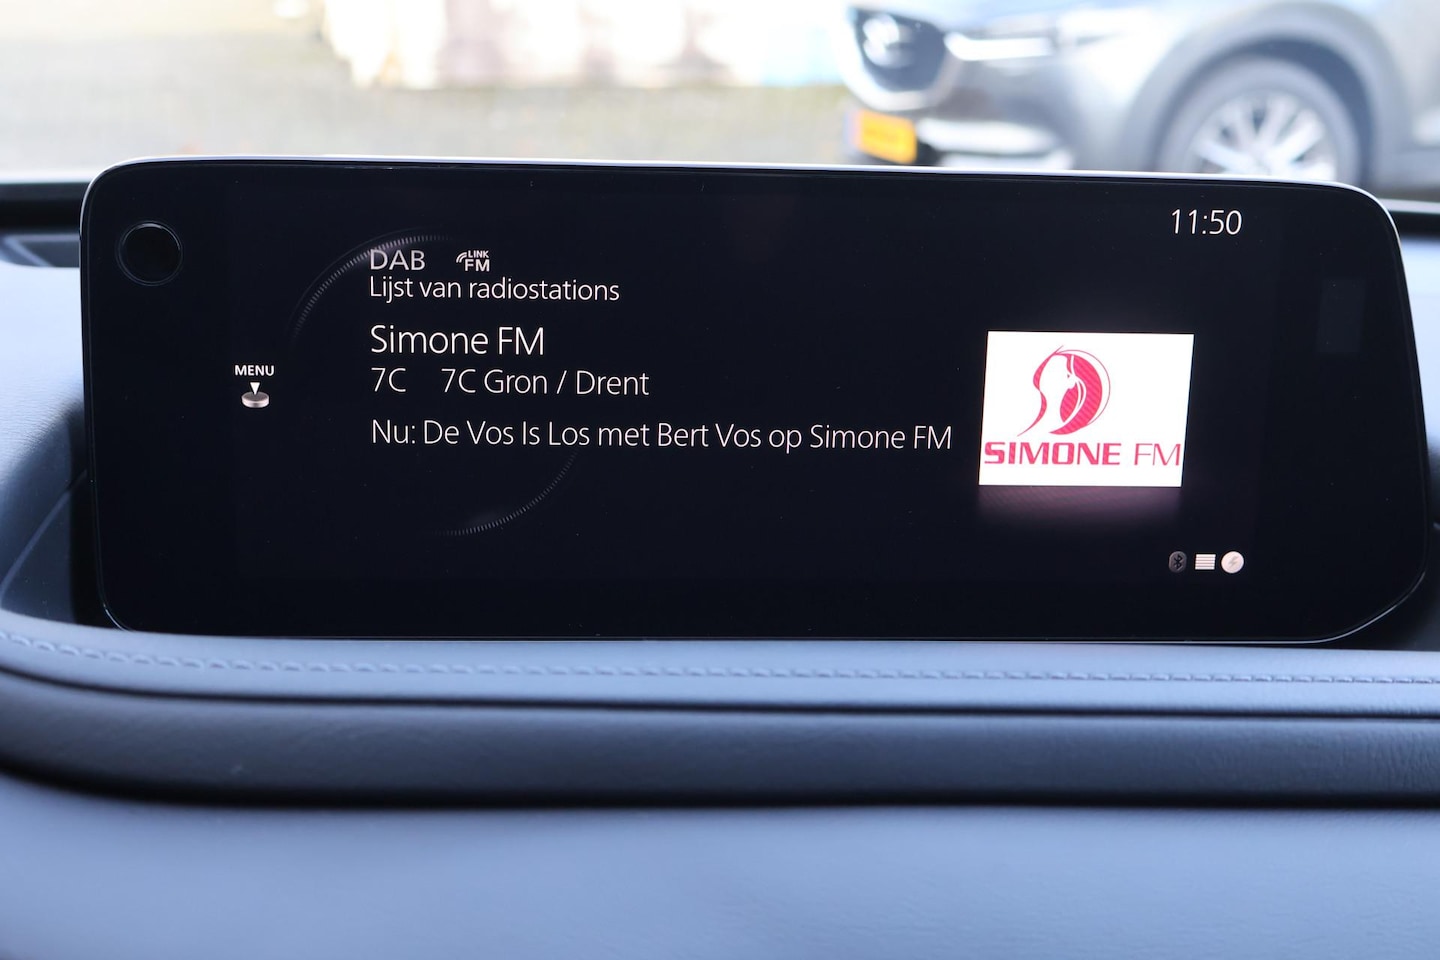 11:50
DAB LINK FM
Lijst van radiostations
Simone FM
MENU
7C 7C Gron / Drent
Nu: De Vos Is Los met Bert Vos op Simone FM
SIMONE FM